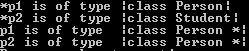 *p1 is of type |class Person|
*p2 is of type |class Student|
p1 is of type |class Person *|
p2 is of type |class Person *|